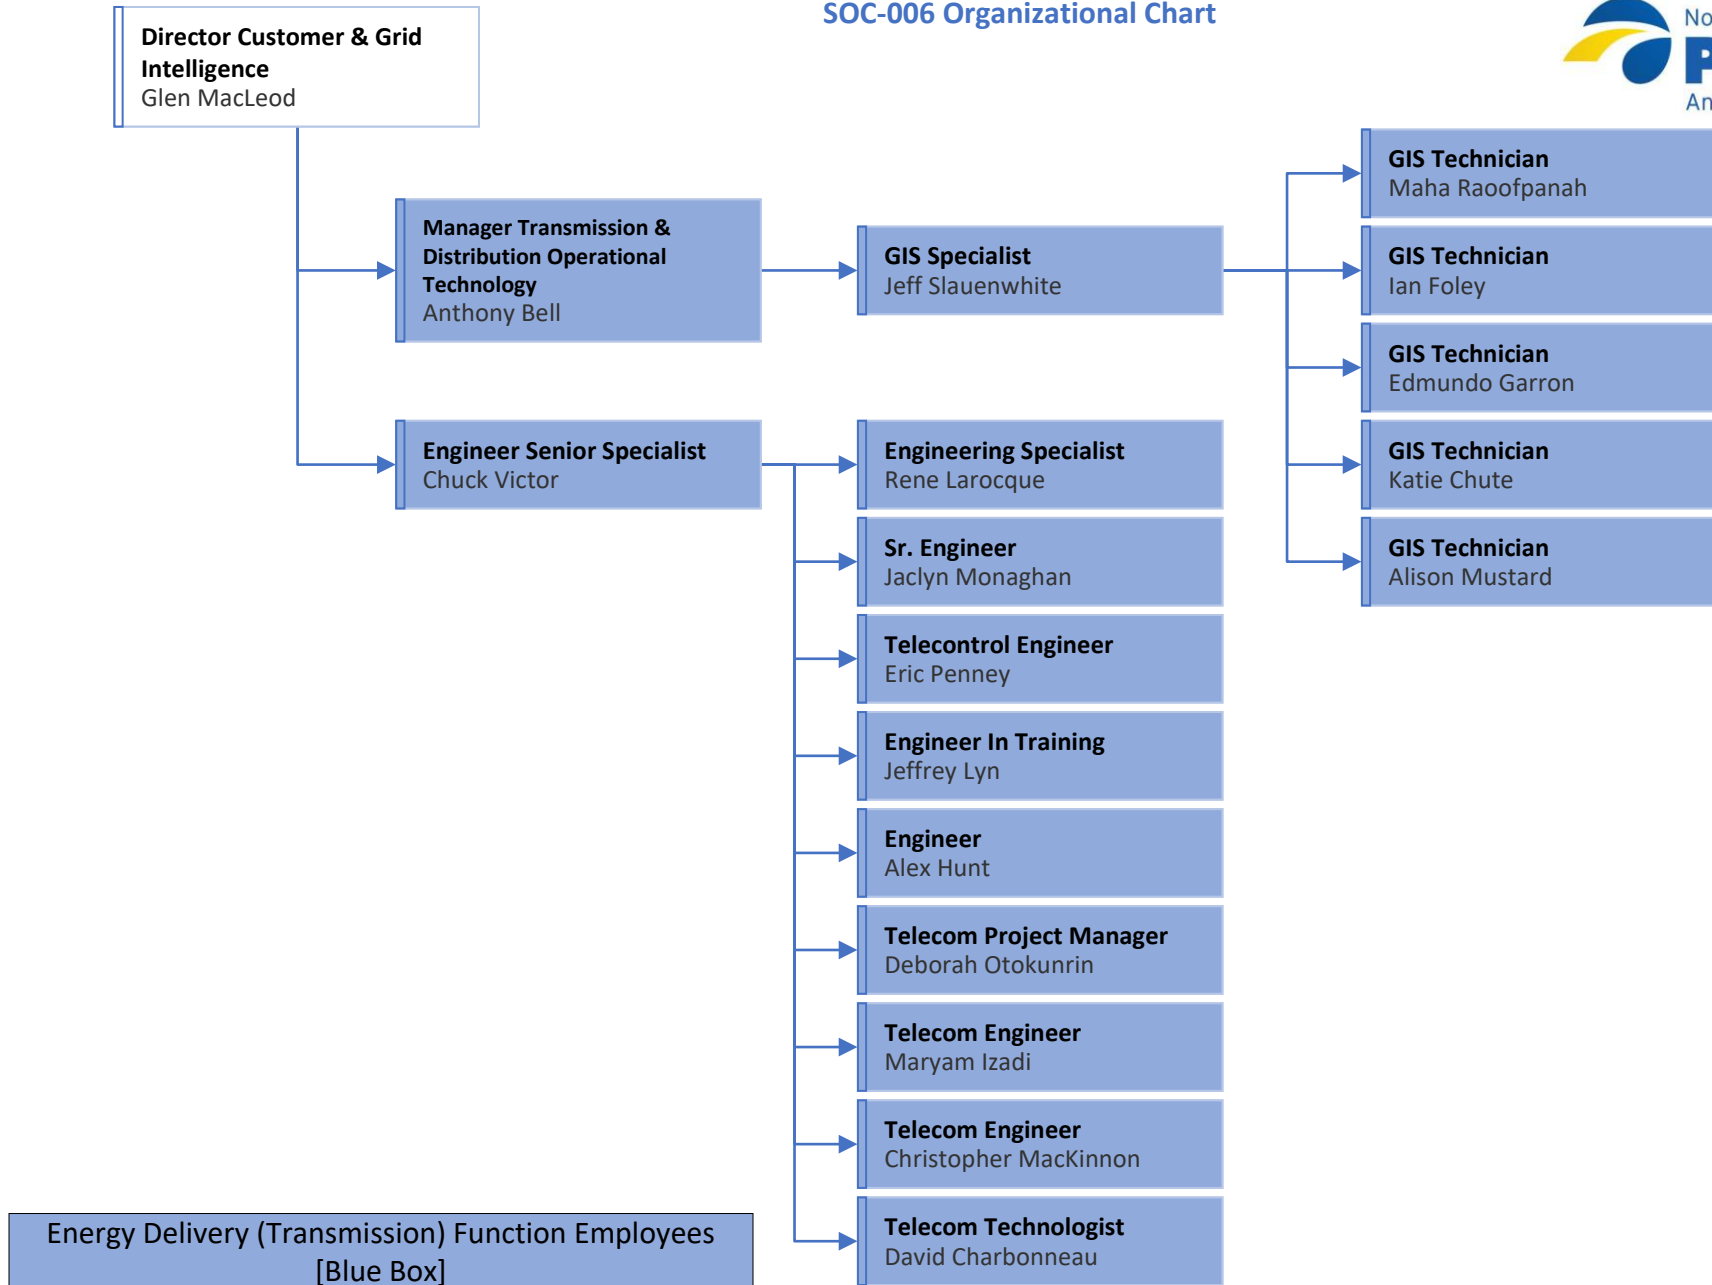 SOC-006 Organizational Chart
No
P
An
Director Customer & Grid
Intelligence
Glen MacLeod
Manager Transmission &
Distribution Operational
Technology
Anthony Bell
GIS Specialist
Jeff Slauenwhite
GIS Technician
Maha Raoofpanah
GIS Technician
Ian Foley
GIS Technician
Edmundo Garron
GIS Technician
Katie Chute
GIS Technician
Alison Mustard
Engineer Senior Specialist
Chuck Victor
Engineering Specialist
Rene Larocque
Sr. Engineer
Jaclyn Monaghan
Telecontrol Engineer
Eric Penney
Engineer In Training
Jeffrey Lyn
Engineer
Alex Hunt
Telecom Project Manager
Deborah Otokunrin
Telecom Engineer
Maryam Izadi
Telecom Engineer
Christopher MacKinnon
Telecom Technologist
David Charbonneau
Energy Delivery (Transmission) Function Employees
[Blue Box]